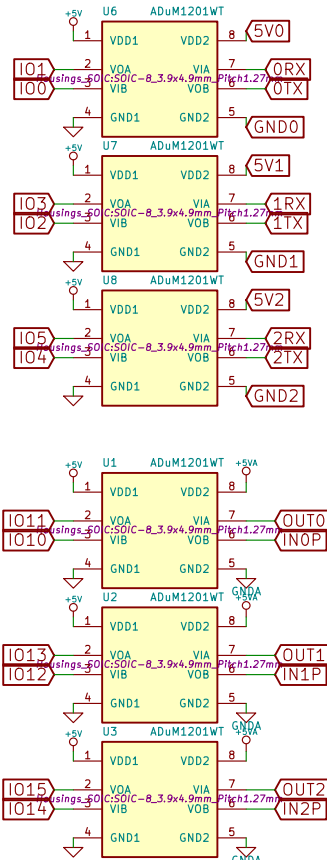 U6 ADuM1201WT
+5V
1 VDD1 VDD2 8 5V0
IO1 2 VOA VIA 7 0RX
Housings_SOIC:SOIC-8_3.9x4.9mm_Pitch1.27mm
IO0 3 VIB VOB 6 0TX
4 GND1 GND2 5 GND0
U7 ADuM1201WT
+5V
1 VDD1 VDD2 8 5V1
IO3 2 VOA VIA 7 1RX
Housings_SOIC:SOIC-8_3.9x4.9mm_Pitch1.27mm
IO2 3 VIB VOB 6 1TX
4 GND1 GND2 5 GND1
U8 ADuM1201WT
+5V
1 VDD1 VDD2 8 5V2
IO5 2 VOA VIA 7 2RX
Housings_SOIC:SOIC-8_3.9x4.9mm_Pitch1.27mm
IO4 3 VIB VOB 6 2TX
4 GND1 GND2 5 GND2
U1 ADuM1201WT
+5V +5VA
1 VDD1 VDD2 8
IO11 2 VOA VIA 7 OUT0
Housings_SOIC:SOIC-8_3.9x4.9mm_Pitch1.27mm
IO10 3 VIB VOB 6 IN0P
4 GND1 GND2 5
GNDA
U2 ADuM1201WT
+5V +5VA
1 VDD1 VDD2 8
IO13 2 VOA VIA 7 OUT1
Housings_SOIC:SOIC-8_3.9x4.9mm_Pitch1.27mm
IO12 3 VIB VOB 6 IN1P
4 GND1 GND2 5
GNDA
U3 ADuM1201WT
+5V +5VA
1 VDD1 VDD2 8
IO15 2 VOA VIA 7 OUT2
Housings_SOIC:SOIC-8_3.9x4.9mm_Pitch1.27mm
IO14 3 VIB VOB 6 IN2P
4 GND1 GND2 5
GNDA